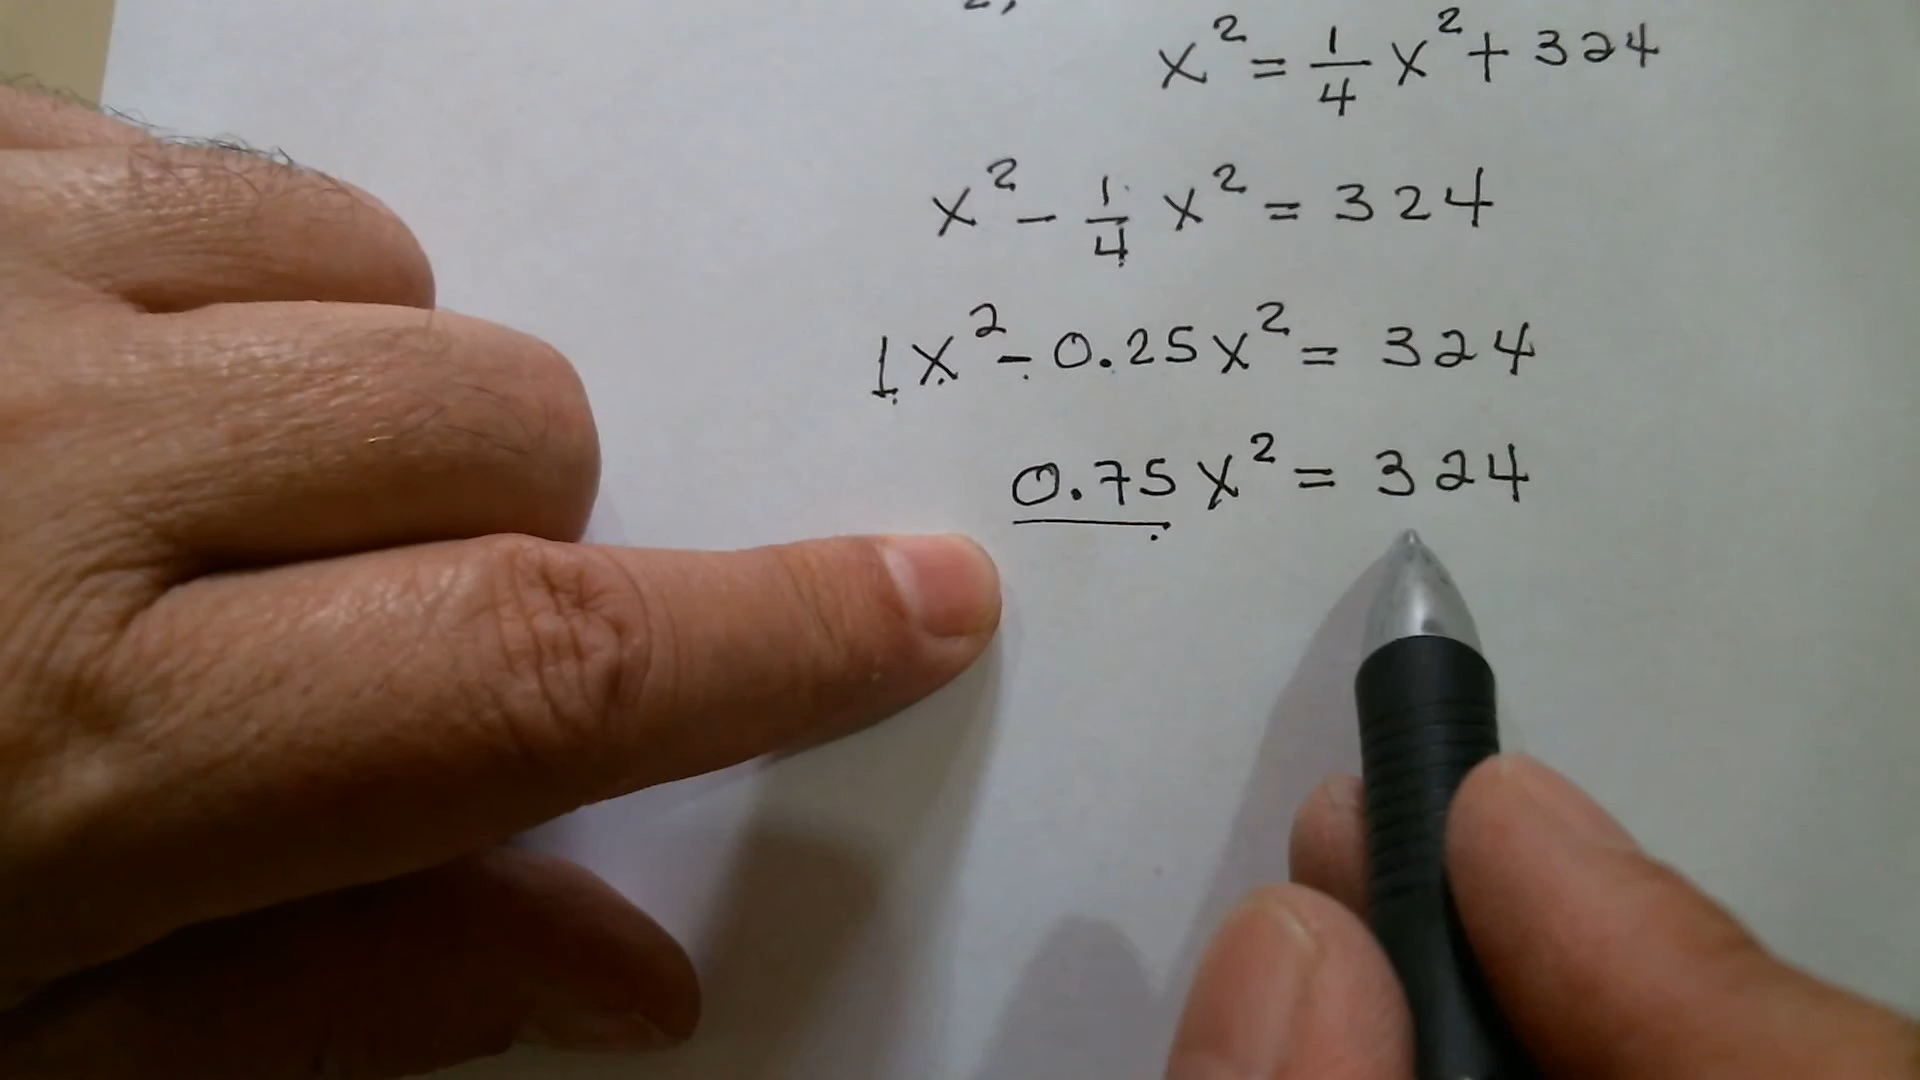 x² = 1/4 x² + 324
x² - 1/4 x² = 324
1x² - 0.25x² = 324
0.75x² = 324